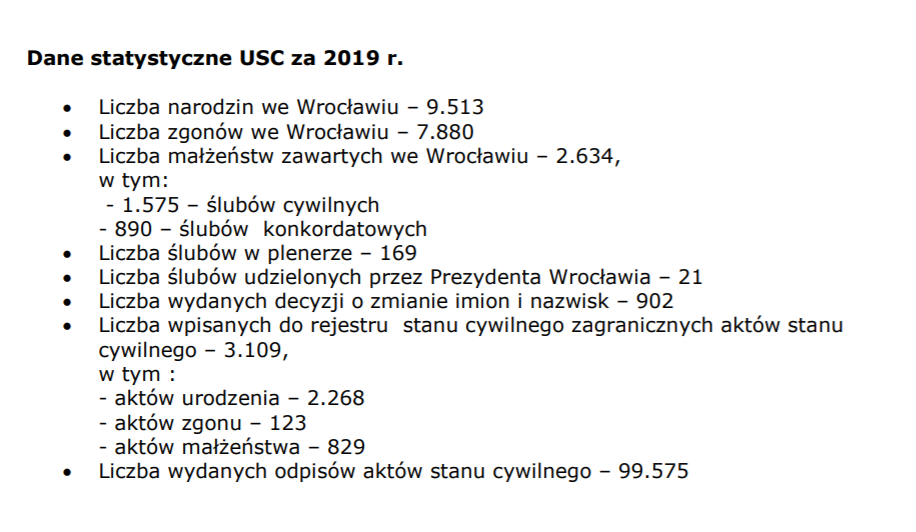 Dane statystyczne USC za 2019 r.
• Liczba narodzin we Wrocławiu – 9.513
• Liczba zgonów we Wrocławiu – 7.880
• Liczba małżeństw zawartych we Wrocławiu – 2.634,
w tym:
- 1.575 – ślubów cywilnych
- 890 – ślubów  konkordatowych
• Liczba ślubów w plenerze – 169
• Liczba ślubów udzielonych przez Prezydenta Wrocławia – 21
• Liczba wydanych decyzji o zmianie imion i nazwisk – 902
• Liczba wpisanych do rejestru  stanu cywilnego zagranicznych aktów stanu
cywilnego – 3.109,
w tym :
- aktów urodzenia – 2.268
- aktów zgonu – 123
- aktów małżeństwa – 829
• Liczba wydanych odpisów aktów stanu cywilnego – 99.575